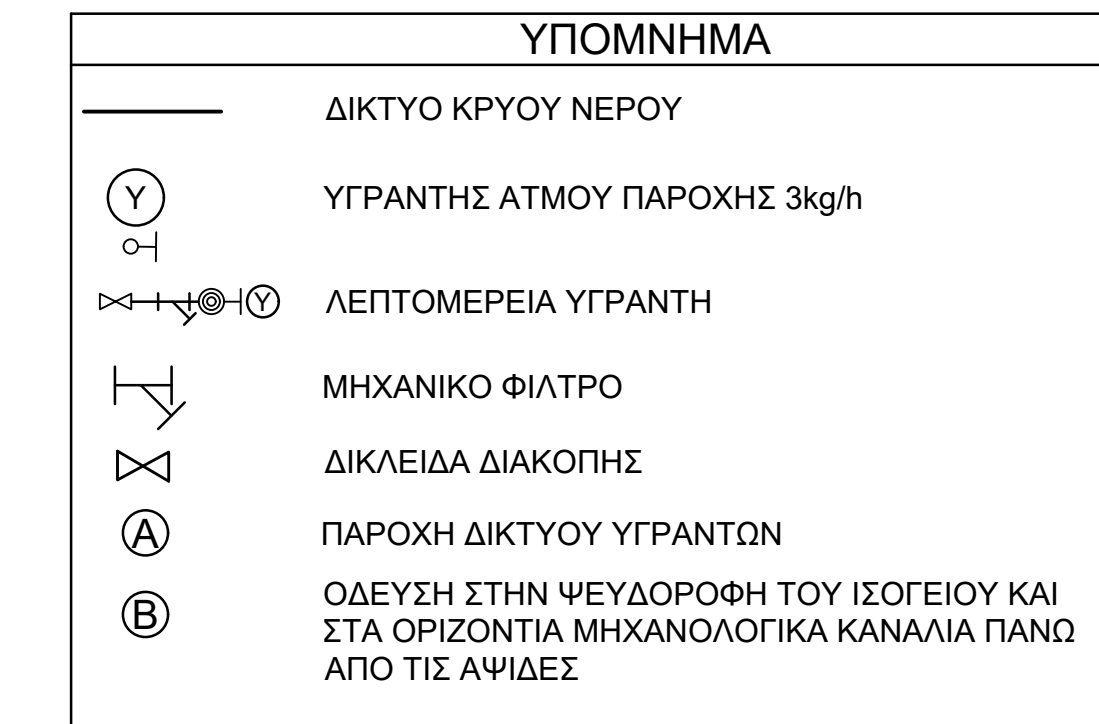 ΥΠΟΜΝΗΜΑ
ΔΙΚΤΥΟ ΚΡΥΟΥ ΝΕΡΟΥ
Υ ΥΓΡΑΝΤΗΣ ΑΤΜΟΥ ΠΑΡΟΧΗΣ 3kg/h
Υ ΛΕΠΤΟΜΕΡΕΙΑ ΥΓΡΑΝΤΗ
ΜΗΧΑΝΙΚΟ ΦΙΛΤΡΟ
ΔΙΚΛΕΙΔΑ ΔΙΑΚΟΠΗΣ
Α ΠΑΡΟΧΗ ΔΙΚΤΥΟΥ ΥΓΡΑΝΤΩΝ
Β ΟΔΕΥΣΗ ΣΤΗΝ ΨΕΥΔΟΡΟΦΗ ΤΟΥ ΙΣΟΓΕΙΟΥ ΚΑΙ
ΣΤΑ ΟΡΙΖΟΝΤΙΑ ΜΗΧΑΝΟΛΟΓΙΚΑ ΚΑΝΑΛΙΑ ΠΑΝΩ
ΑΠΟ ΤΙΣ ΑΨΙΔΕΣ